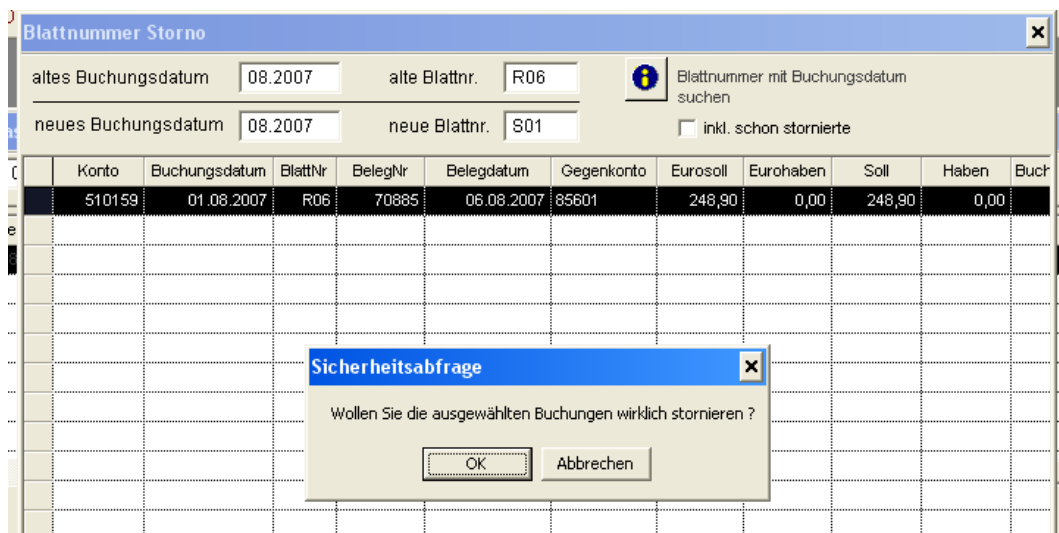 Blattnummer Storno
altes Buchungsdatum 08.2007 alte Blattnr. R06
Blattnummer mit Buchungsdatum
suchen
neues Buchungsdatum 08.2007 neue Blattnr. S01
inkl. schon stornierte
Konto Buchungsdatum BlattNr BelegNr Belegdatum Gegenkonto Eurosoll Eurohaben Soll Haben Buch
510159 01.08.2007 R06 70885 06.08.2007 85601 248,90 0,00 248,90 0,00
Sicherheitsabfrage
Wollen Sie die ausgewählten Buchungen wirklich stornieren ?
OK Abbrechen